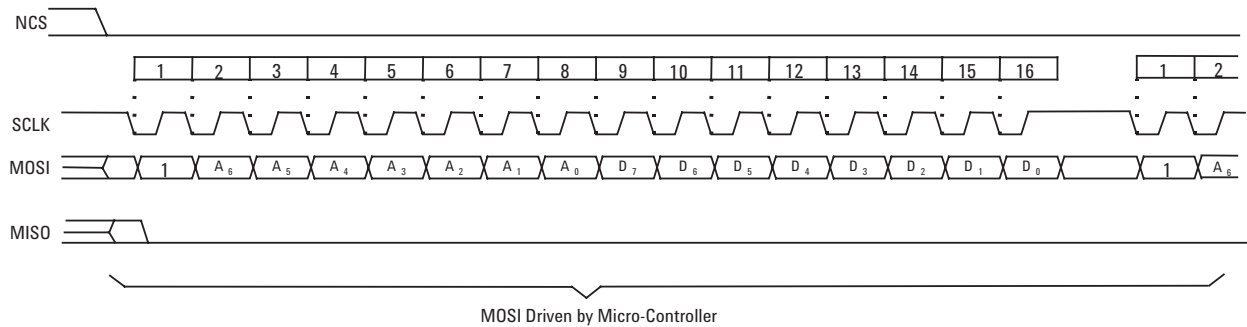 NCS
1 2 3 4 5 6 7 8 9 10 11 12 13 14 15 16 1 2
SCLK
MOSI 1 A6 A5 A4 A3 A2 A1 A0 D7 D6 D5 D4 D3 D2 D1 D0 1 A6
MISO
MOSI Driven by Micro-Controller